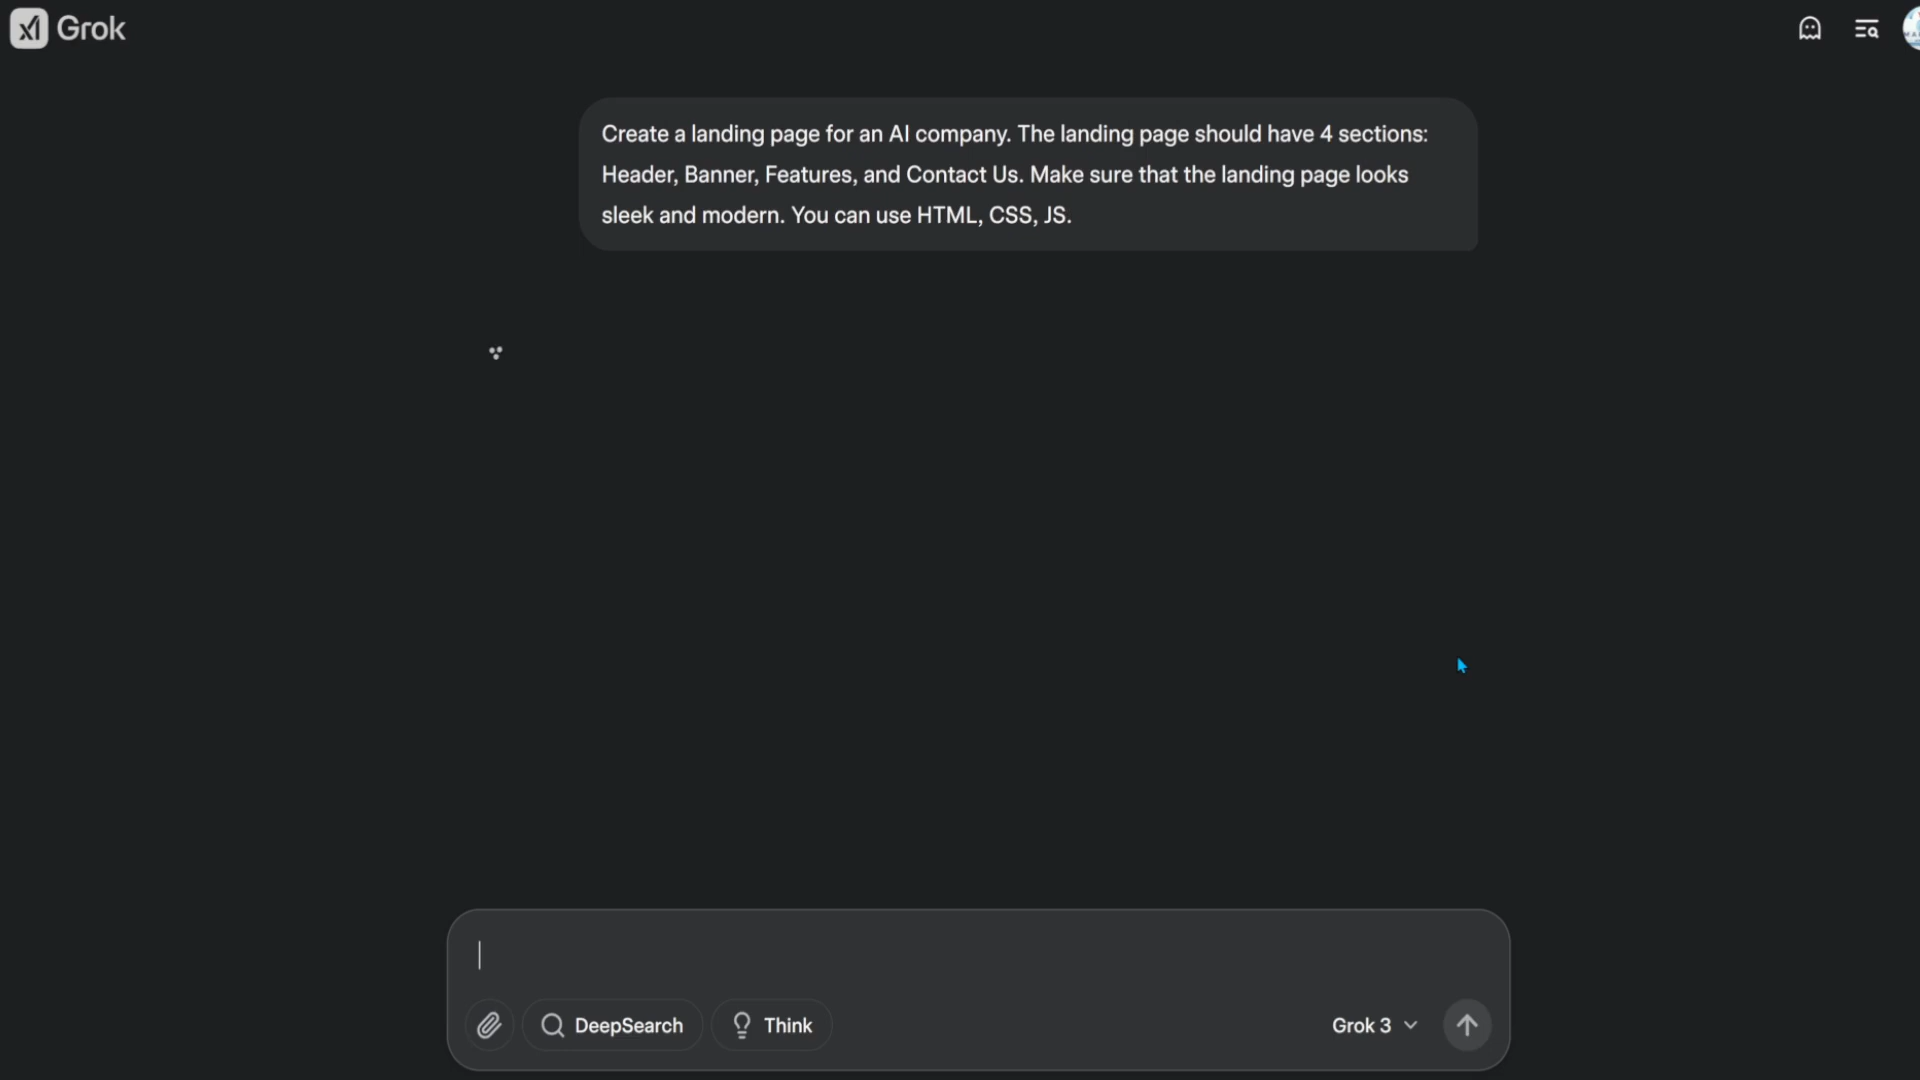 Grok
Create a landing page for an AI company. The landing page should have 4 sections:
Header, Banner, Features, and Contact Us. Make sure that the landing page looks
sleek and modern. You can use HTML, CSS, JS.
DeepSearch
Think
Grok 3